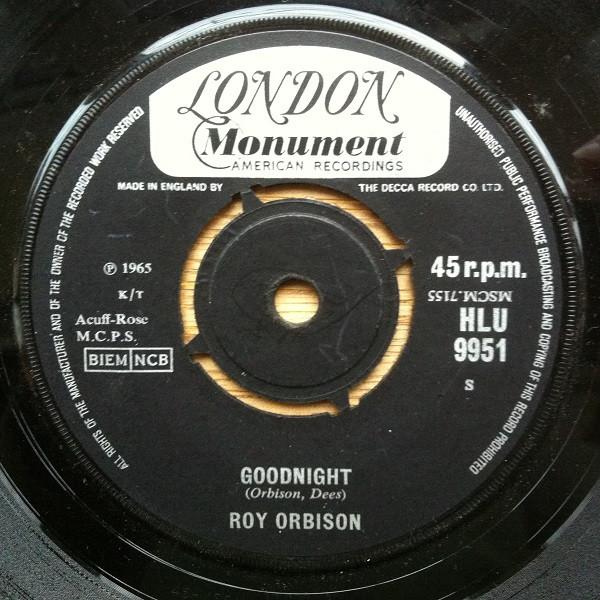 LONDON
Monument
AMERICAN RECORDINGS
MADE IN ENGLAND BY THE DECCA RECORD CO. LTD.
ALL RIGHTS OF THE MANUFACTURER AND OF THE OWNER OF THE RECORDED WORK RESERVED
UNAUTHORISED PUBLIC PERFORMANCE BROADCASTING AND COPYING OF THIS RECORD PROHIBITED
℗ 1965
K/T
Acuff-Rose
M.C.P.S.
BIEM NCB
45 r.p.m.
MSCM.7155
HLU
9951
S
GOODNIGHT
(Orbison, Dees)
ROY ORBISON